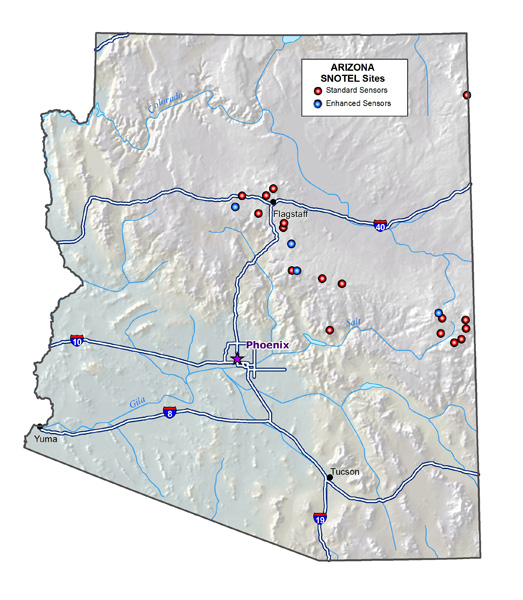 ARIZONA
SNOTEL Sites
Standard Sensors
Enhanced Sensors
Colorado
Flagstaff
40
Salt
Phoenix
10
Gila
8
Yuma
Tucson
19